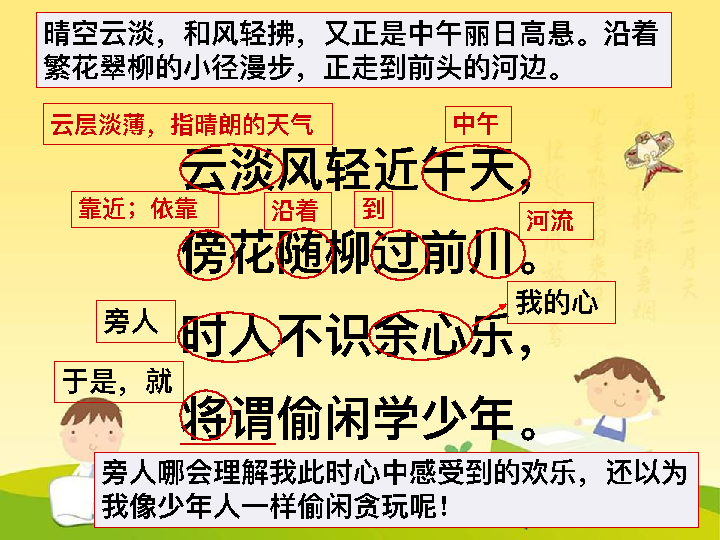 晴空云淡，和风轻拂，又正是中午丽日高悬。沿着
繁花翠柳的小径漫步，正走到前头的河边。
云层淡薄，指晴朗的天气
中午
云淡风轻近午天，
靠近；依靠
沿着
到
河流
傍花随柳过前川。
我的心
旁人
时人不识余心乐，
于是，就
将谓偷闲学少年。
旁人哪会理解我此时心中感受到的欢乐，还以为
我像少年人一样偷闲贪玩呢！